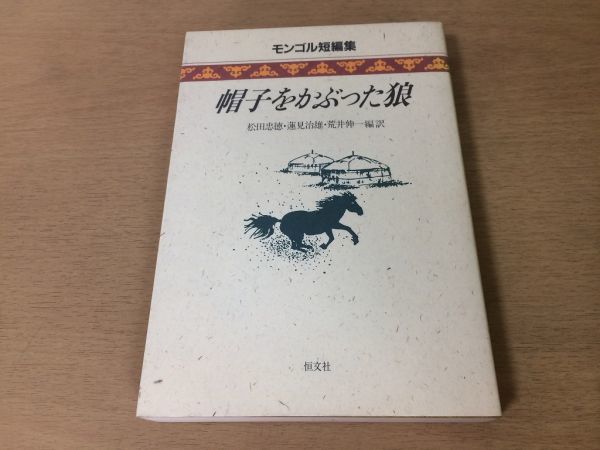 モンゴル短編集
帽子をかぶった狼
松田忠徳・蓮見治雄・荒井伸一編訳
恒文社